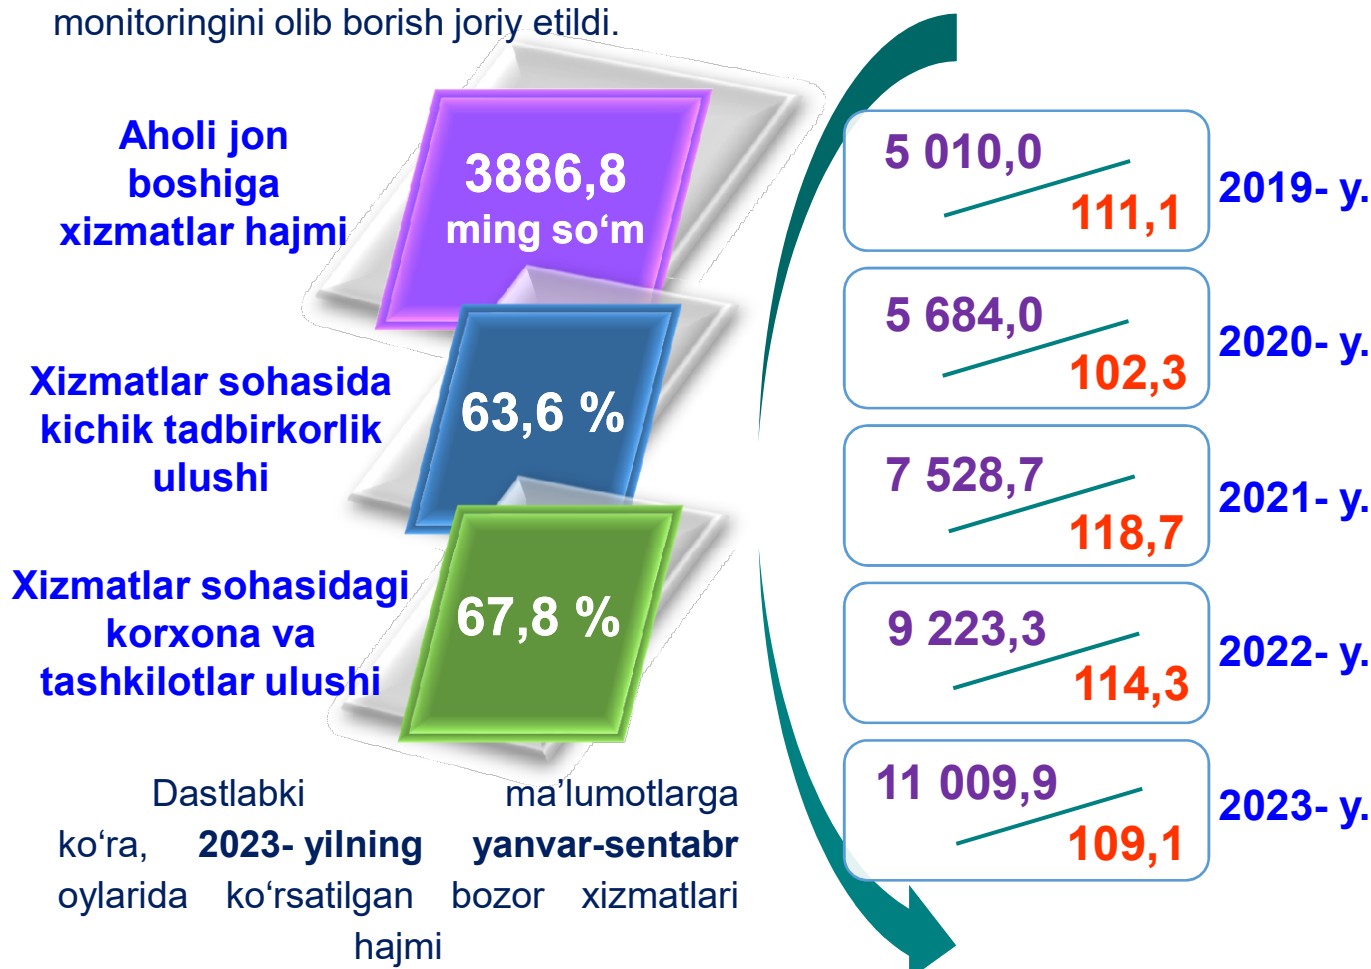 monitoringini olib borish joriy etildi.
Aholi jon
boshiga
xizmatlar hajmi
3886,8
ming so‘m
Xizmatlar sohasida
kichik tadbirkorlik
ulushi
63,6 %
Xizmatlar sohasidagi
korxona va
tashkilotlar ulushi
67,8 %
Dastlabki ma’lumotlarga
ko‘ra, 2023- yilning yanvar-sentabr
oylarida ko‘rsatilgan bozor xizmatlari
hajmi
5 010,0
111,1
2019- y.
5 684,0
102,3
2020- y.
7 528,7
118,7
2021- y.
9 223,3
114,3
2022- y.
11 009,9
109,1
2023- y.